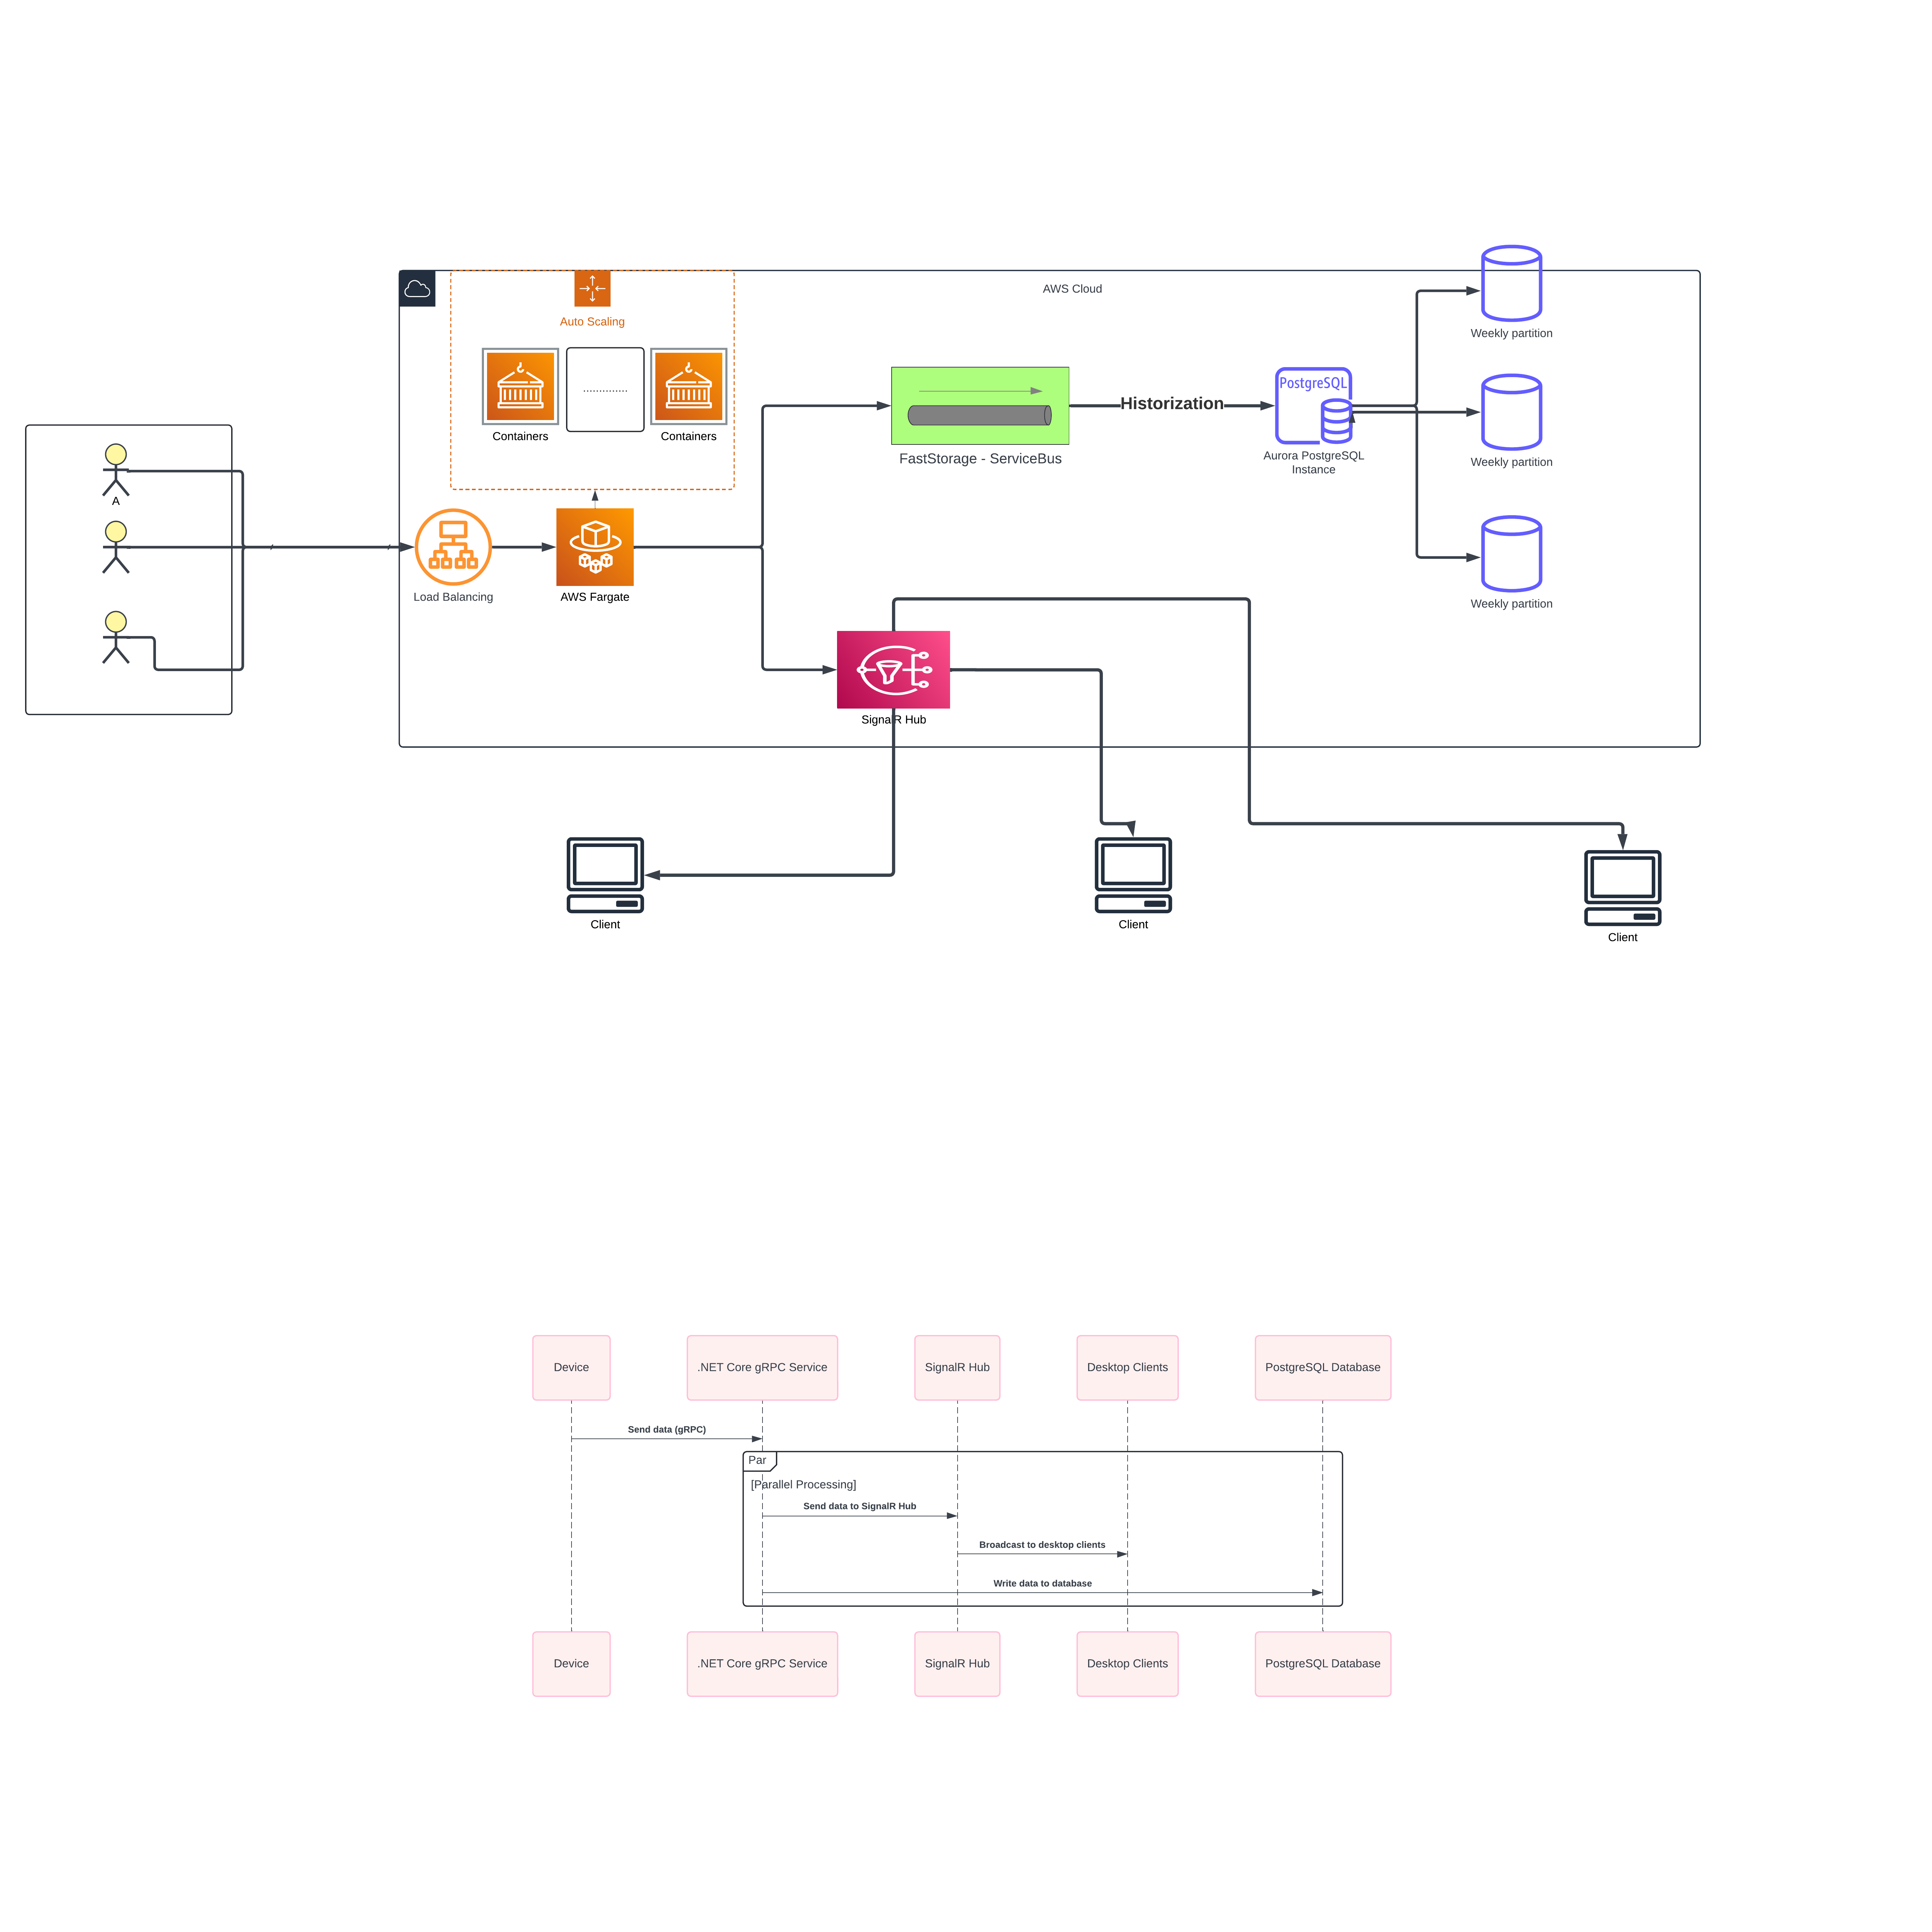 AWS Cloud
Auto Scaling
Containers
Containers
A
Load Balancing
AWS Fargate
FastStorage - ServiceBus
Historization
PostgreSQL
Aurora PostgreSQL
Instance
Weekly partition
Weekly partition
Weekly partition
SignalR Hub
Client
Client
Client
Device
.NET Core gRPC Service
SignalR Hub
Desktop Clients
PostgreSQL Database
Send data (gRPC)
Par
[Parallel Processing]
Send data to SignalR Hub
Broadcast to desktop clients
Write data to database
Device
.NET Core gRPC Service
SignalR Hub
Desktop Clients
PostgreSQL Database